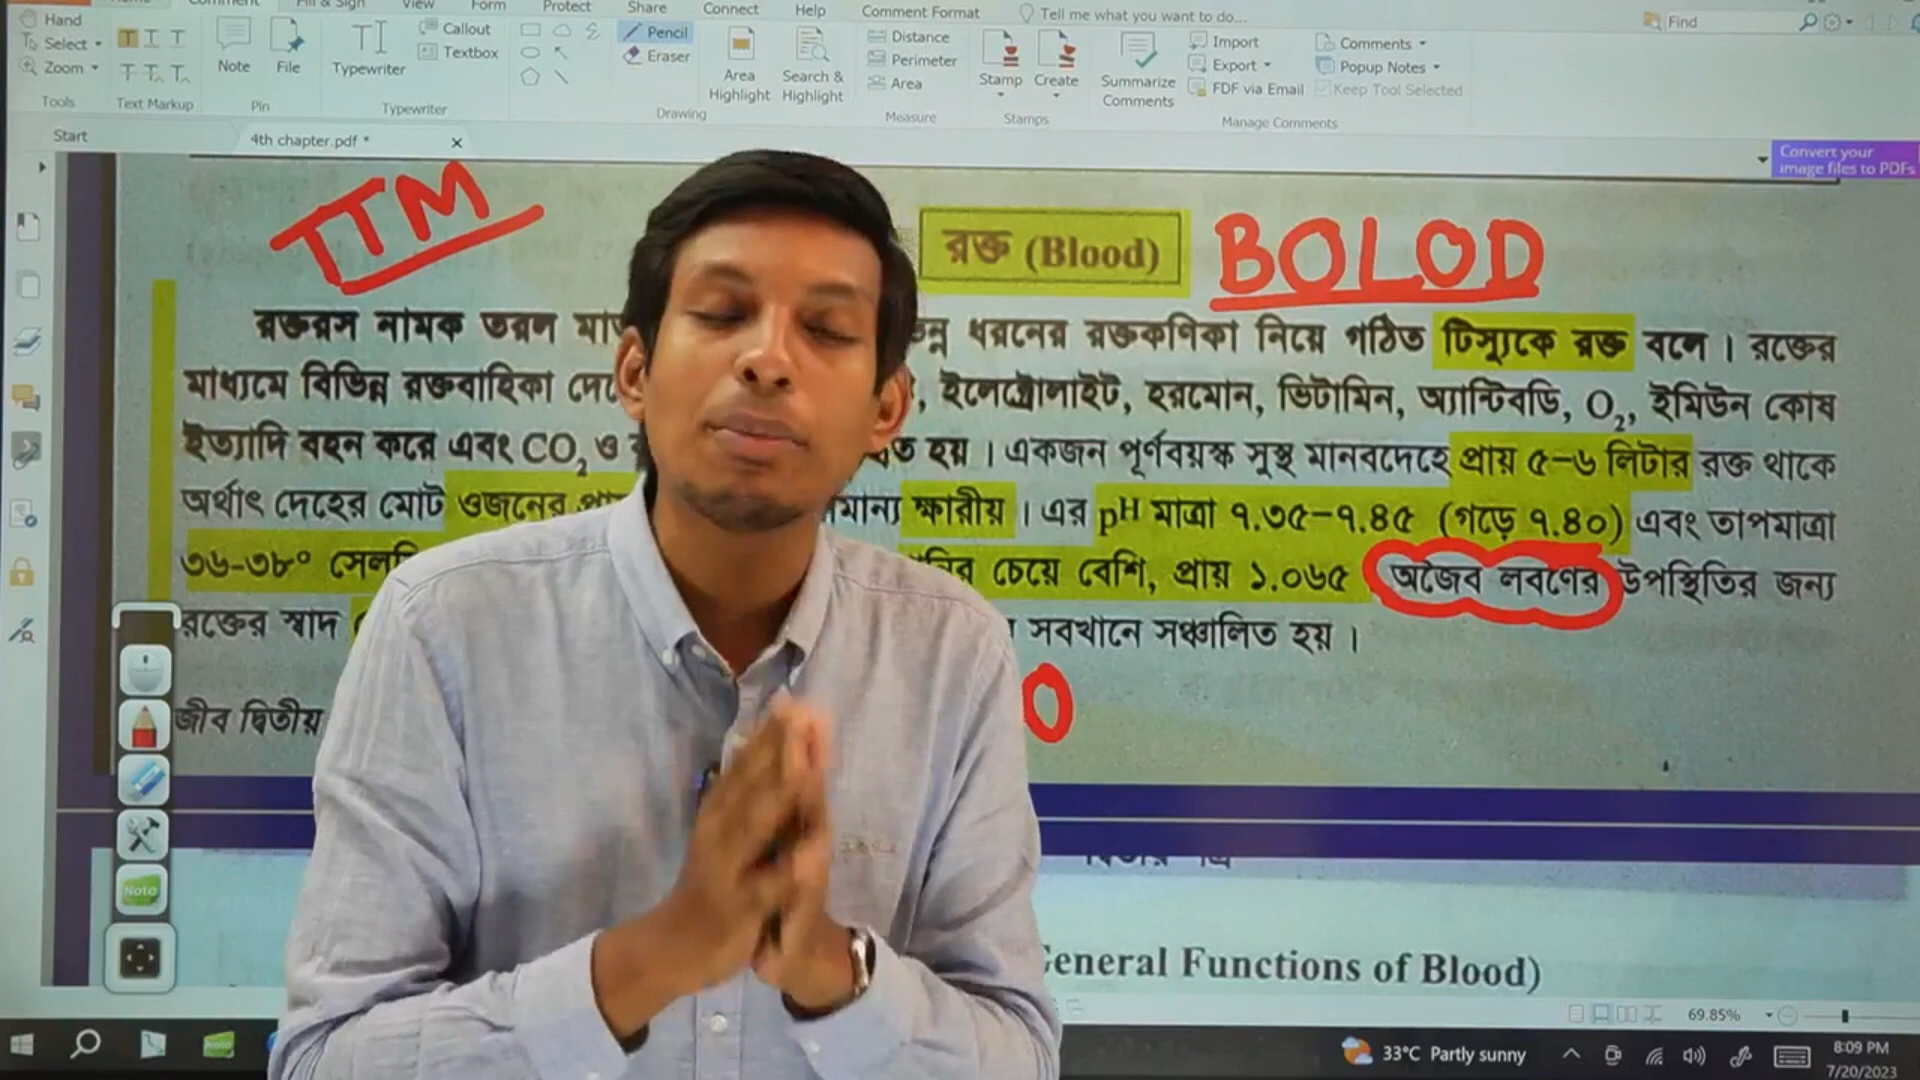 Hand
Select
Zoom
Tools
Text Markup
Note
File
Pin
Typewriter
Typewriter
Callout
Textbox
View
Form
Protect
Share
Connect
Help
Comment Format
Tell me what you want to do...
Find
Pencil
Eraser
Drawing
Area Highlight
Search & Highlight
Distance
Perimeter
Area
Measure
Stamp
Create
Stamps
Summarize Comments
Import
Export
FDF via Email
Comments
Popup Notes
Keep Tool Selected
Manage Comments
Start
4th chapter.pdf *
Convert your
image files to PDFs
TTM
রক্ত (Blood)
BOLOD
রক্তরস নামক তরল ধরনের রক্তকণিকা নিয়ে গঠিত টিস্যুকে রক্ত বলে । রক্তের
মাধ্যমে বিভিন্ন রক্তবাহিকা , ইলেক্ট্রোলাইট, হরমোন, ভিটামিন, অ্যান্টিবডি, O₂, ইমিউন কোষ
ইত্যাদি বহন করে এবং CO₂ ও হয় । একজন পূর্ণবয়স্ক সুস্থ মানবদেহে প্রায় ৫–৬ লিটার রক্ত থাকে
অর্থাৎ দেহের মোট ওজনের ক্ষারীয় । এর pH মাত্রা ৭.৩৫–৭.৪৫ (গড়ে ৭.৪০) এবং তাপমাত্রা
৩৬-৩৮° চেয়ে বেশি, প্রায় ১.০৬৫ অজৈব লবণের উপস্থিতির জন্য
রক্তের স্বাদ সবখানে সঞ্চালিত হয় ।
0
জীব দ্বিতীয়
General Functions of Blood)
69.85%
Note
33°C Partly sunny
8:09 PM
7/20/2023